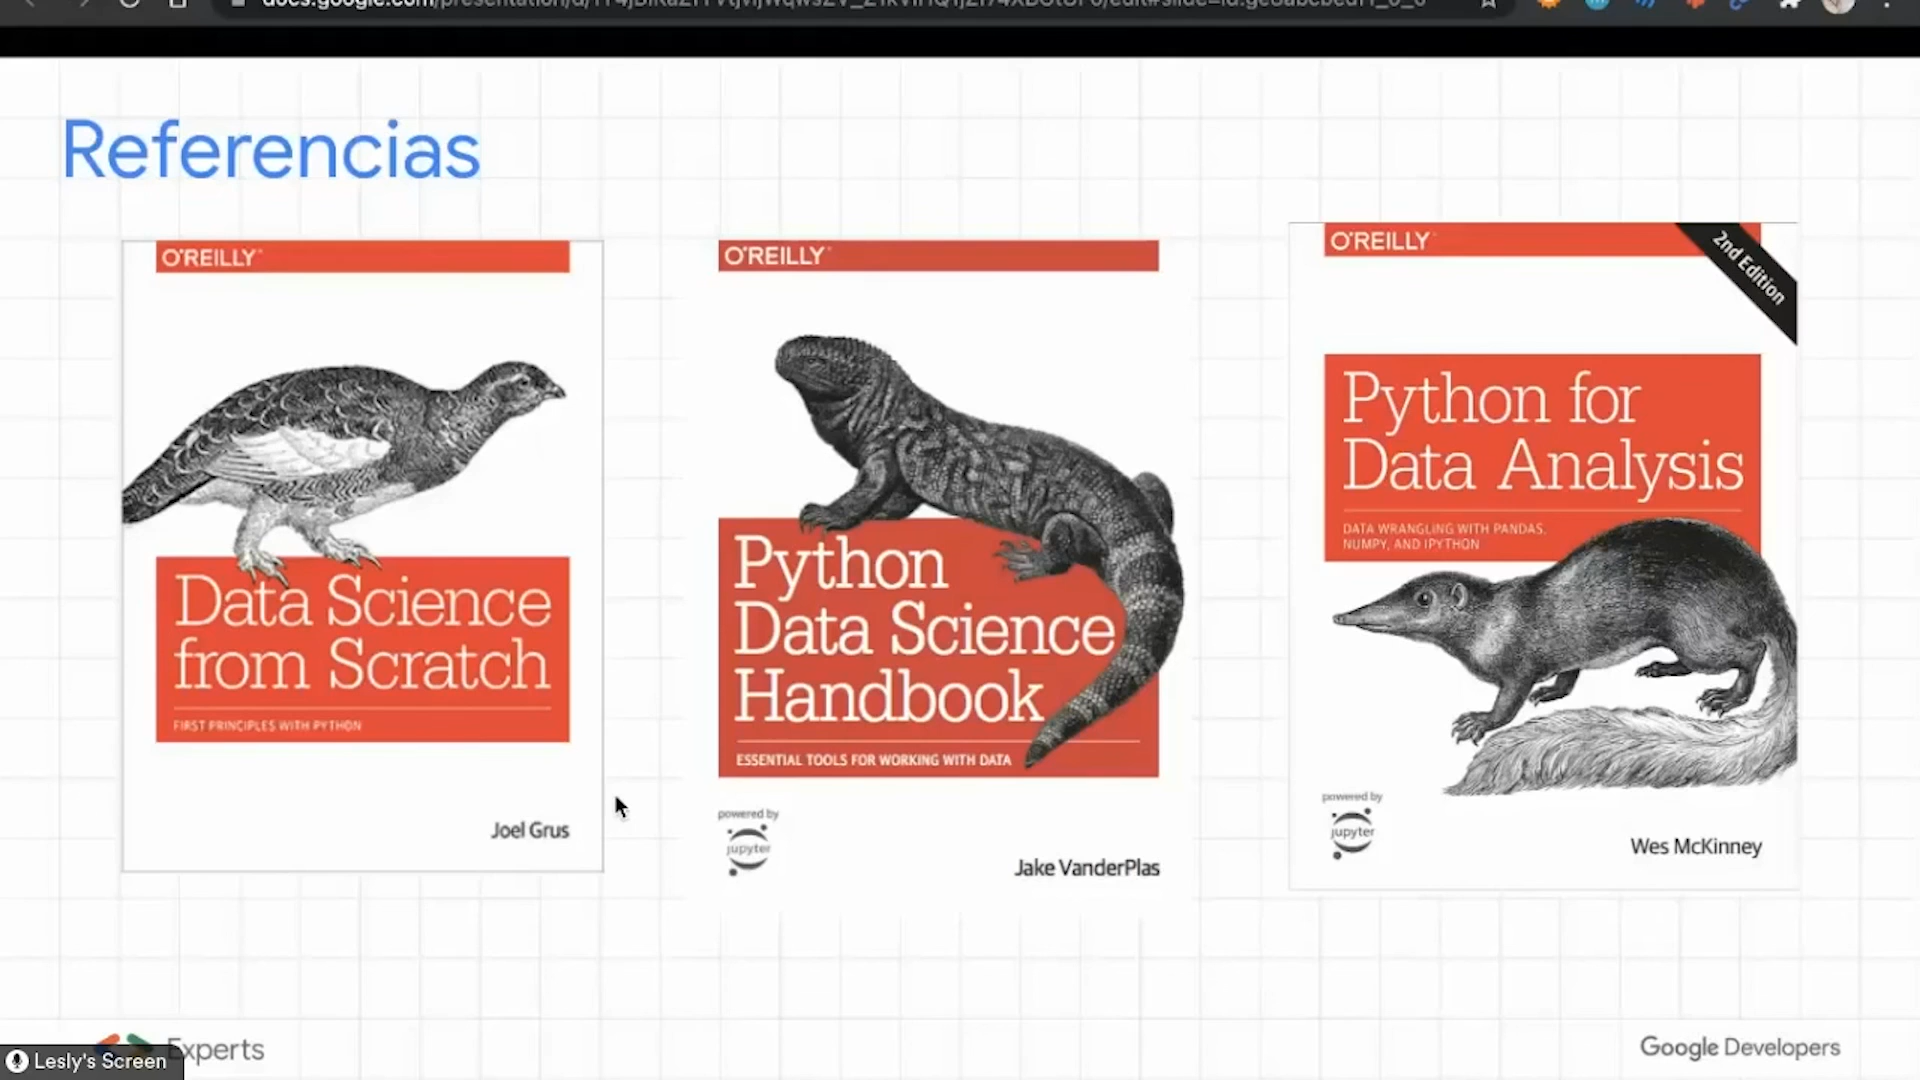 Referencias
O'REILLY
Data Science
from Scratch
FIRST PRINCIPLES WITH PYTHON
Joel Grus
O'REILLY
Python
Data Science
Handbook
ESSENTIAL TOOLS FOR WORKING WITH DATA
powered by
jupyter
Jake VanderPlas
O'REILLY
2nd Edition
Python for
Data Analysis
DATA WRANGLING WITH PANDAS,
NUMPY, AND IPYTHON
powered by
jupyter
Wes McKinney
Experts
Lesly's Screen
Google Developers